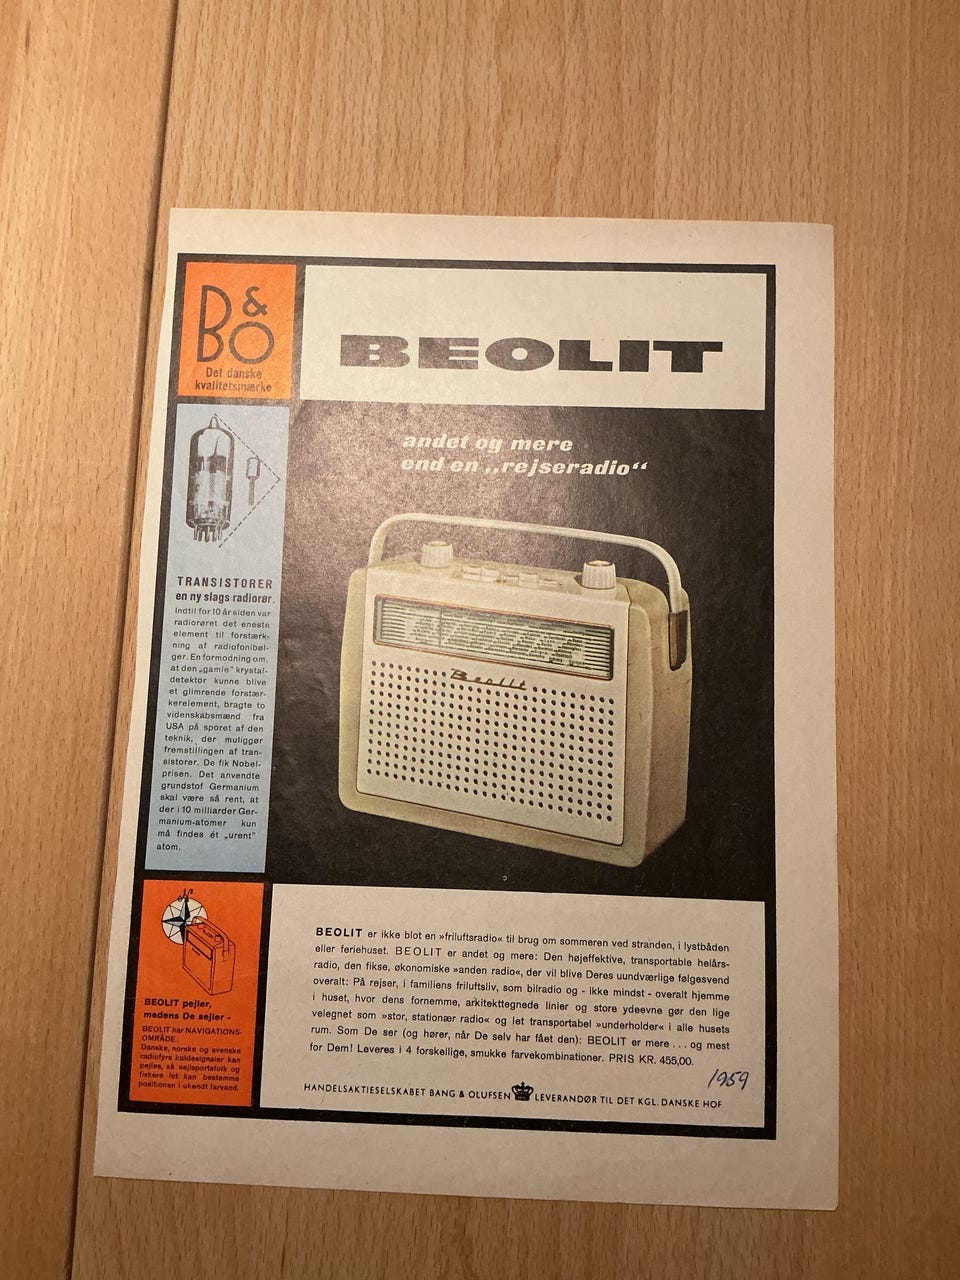 B&O
Det danske
kvalitetsmærke
BEOLIT
andet og mere
end en „rejseradio“
TRANSISTORER
en ny slags radiorør.
Indtil for 10 år siden var
radiorøret det eneste
element til forstærk-
ning af radiofonibøl-
ger. En formodning om,
at den „gamle“ krystal-
detektor kunne blive
et glimrende forstær-
kerelement, bragte to
videnskabsmænd fra
USA på sporet af den
teknik, der muliggør
fremstillingen af tran-
sistorer. De fik Nobel-
prisen. Det anvendte
grundstof Germanium
skal være så rent, at
der i 10 milliarder Ger-
manium-atomer kun
må findes ét „urent“
atom.
Beolit
BEOLIT pejler,
medens De sejler -
BEOLIT har NAVIGATIONS-
OMRÅDE:
Danske, norske og svenske
radiofyrs kaldesignaler kan
pejles, så sejlsportsfolk og
fiskere let kan bestemme
positionen i ukendt farvand.
BEOLIT er ikke blot en »friluftsradio« til brug om sommeren ved stranden, i lystbåden
eller feriehuset. BEOLIT er andet og mere: Den højeffektive, transportable helårs-
radio, den fikse, økonomiske »anden radio«, der vil blive Deres uundværlige følgesvend
overalt: På rejser, i familiens friluftsliv, som bilradio og - ikke mindst - overalt hjemme
i huset, hvor dens fornemme, arkitekttegnede linier og store ydeevne gør den lige
velegnet som »stor, stationær radio« og let transportabel »underholder« i alle husets
rum. Som De ser (og hører, når De selv har fået den): BEOLIT er mere . . . og mest
for Dem! Leveres i 4 forskellige, smukke farvekombinationer. PRIS KR. 455,00.
1959
HANDELSAKTIESELSKABET BANG & OLUFSEN LEVERANDØR TIL DET KGL. DANSKE HOF